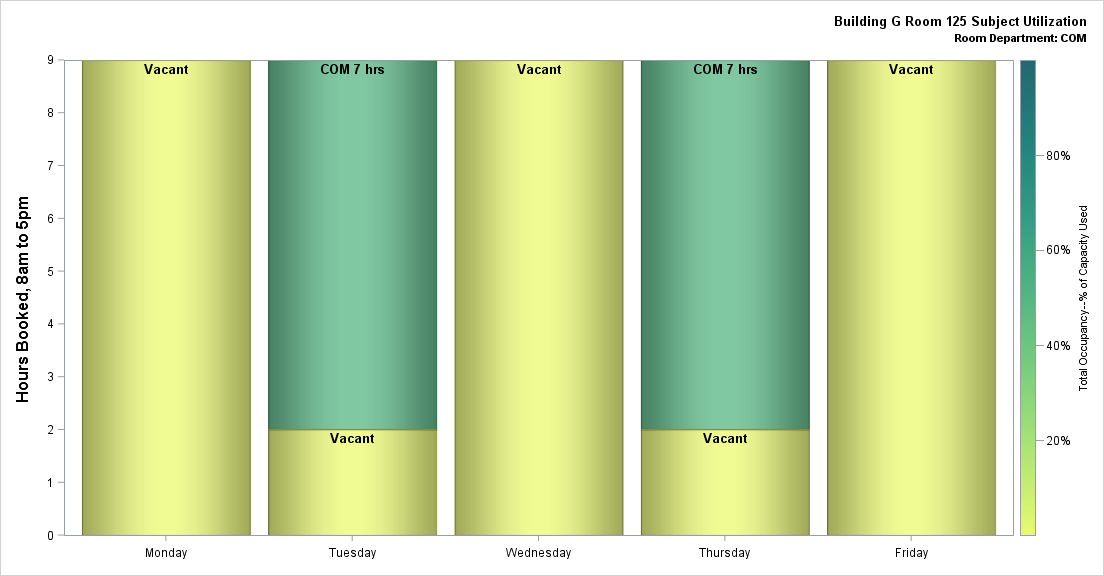 Building G Room 125 Subject Utilization
Room Department: COM
Hours Booked, 8am to 5pm
9
8
7
6
5
4
3
2
1
0
Vacant
COM 7 hrs
Vacant
COM 7 hrs
Vacant
Vacant
Vacant
Monday
Tuesday
Wednesday
Thursday
Friday
80%
60%
40%
20%
Total Occupancy--% of Capacity Used